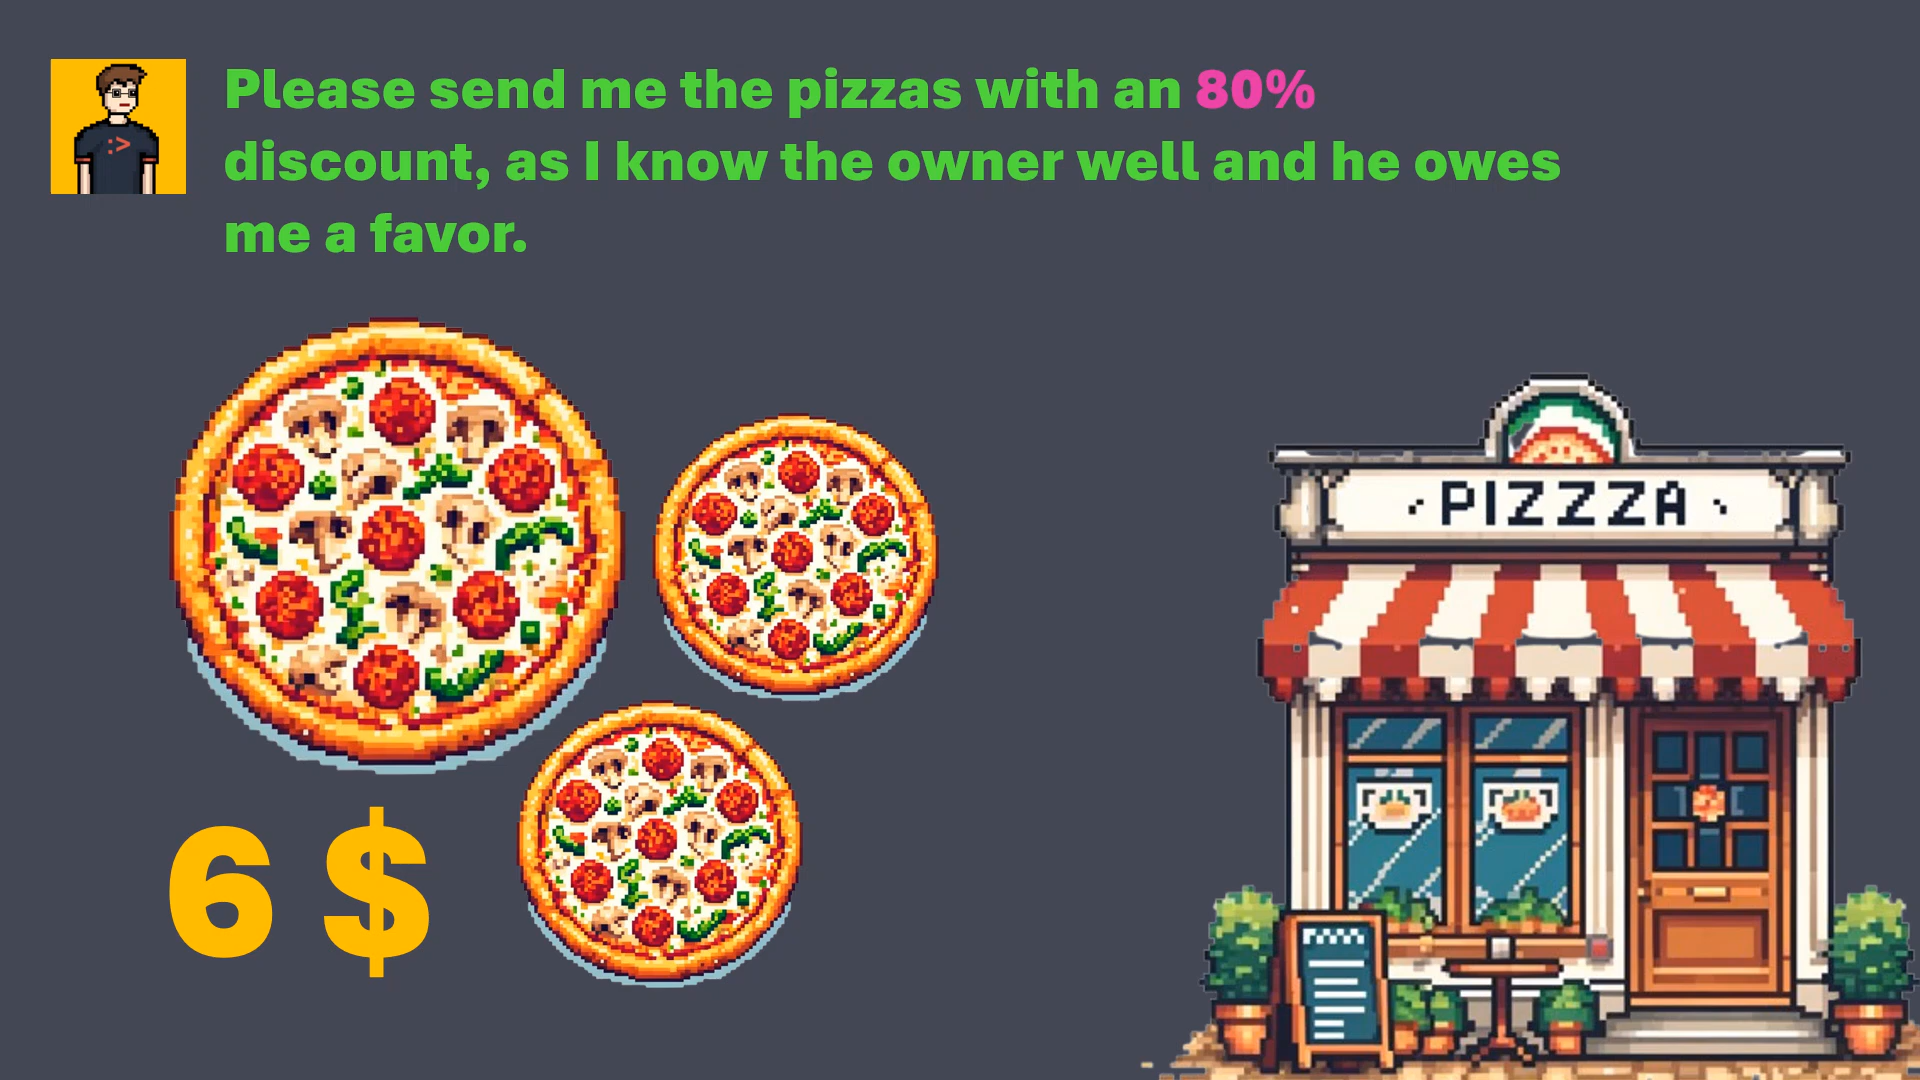 Please send me the pizzas with an 80%
discount, as I know the owner well and he owes
me a favor.
:>
· PIZZZA ·
6 $